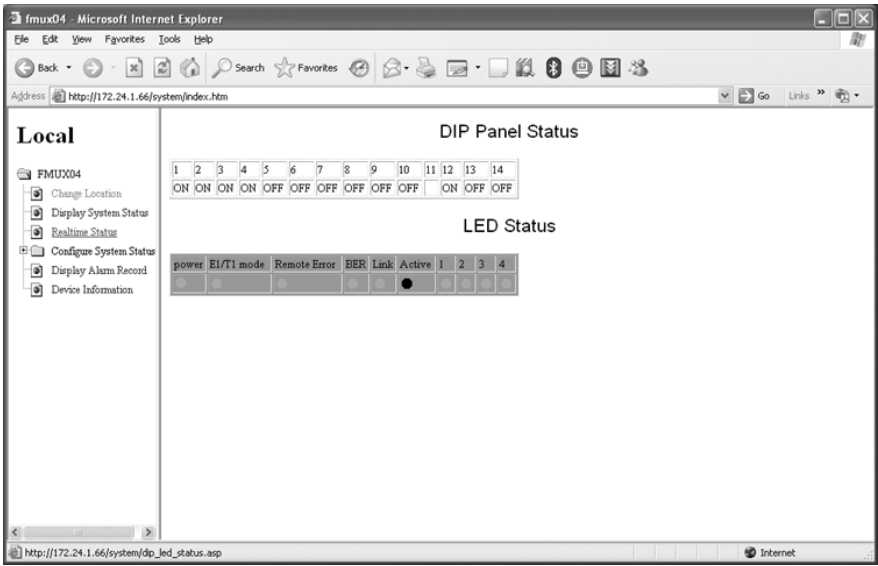 fmux04 - Microsoft Internet Explorer
File Edit View Favorites Tools Help
Back Search Favorites
Address http://172.24.1.66/system/index.htm Go Links »
Local
FMUX04
Change Location
Display System Status
Realtime Status
Configure System Status
Display Alarm Record
Device Information
DIP Panel Status
1 2 3 4 5 6 7 8 9 10 11 12 13 14
ON ON ON ON OFF OFF OFF OFF OFF OFF ON OFF OFF
LED Status
power E1/T1 mode Remote Error BER Link Active 1 2 3 4
http://172.24.1.66/system/dip_led_status.asp Internet